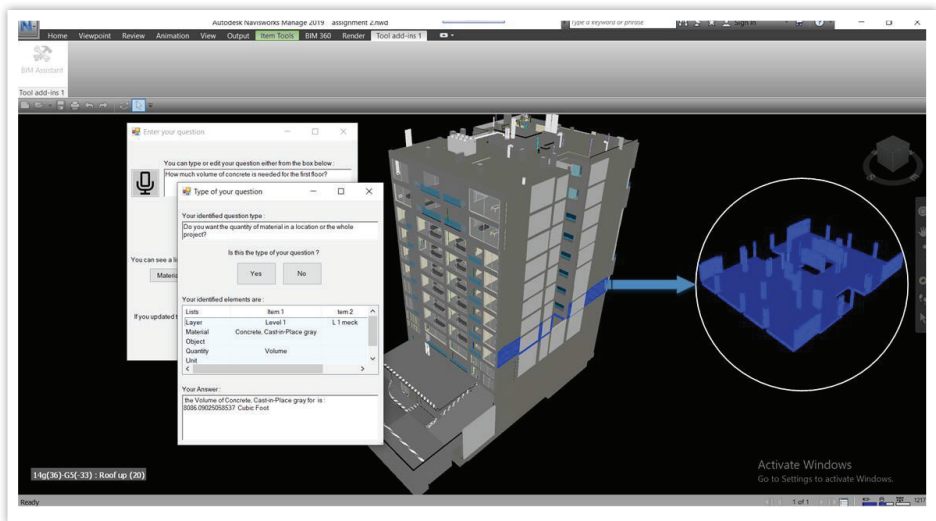 Autodesk Navisworks Manage 2019 assignment 2.nwd
Type a keyword or phrase
Sign In
Home Viewpoint Review Animation View Output Item Tools BIM 360 Render Tool add-ins 1
BIM Assistant
Tool add-ins 1
Enter your question
You can type or edit your question either from the box below :
How much volume of concrete is needed for the first floor?
Type of your question
Your identified question type :
Do you want the quantity of material in a location or the whole
project?
Is this the type of your question ?
You can see a li
Yes No
Materia
Your identified elements are :
Lists Item 1 tem 2
If you updated t
Layer Level 1 L 1 meck
Material Concrete, Cast-in-Place gray
Object
Quantity Volume
Unit
Your Answer :
the Volume of Concrete, Cast-in-Place gray for is :
8086.09025058537 Cubic Foot
14g(36)-G5(-33) : Roof up (20)
Activate Windows
Go to Settings to activate Windows.
Ready
1 of 1
1217